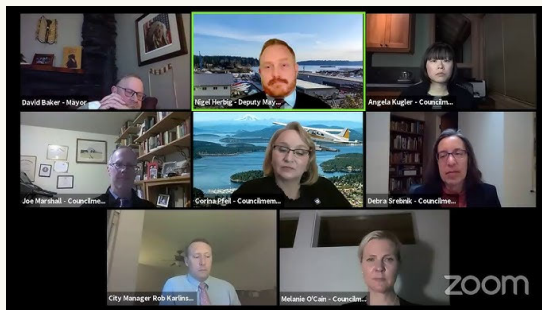 David Baker - Mayor
Nigel Herbig - Deputy May...
Angela Kugler - Councilm...
Joe Marshall - Councilme...
Corina Pfeil - Councilmem...
Debra Srebnik - Councilme...
City Manager Rob Karlins...
Melanie O'Cain - Councilm...
zoom